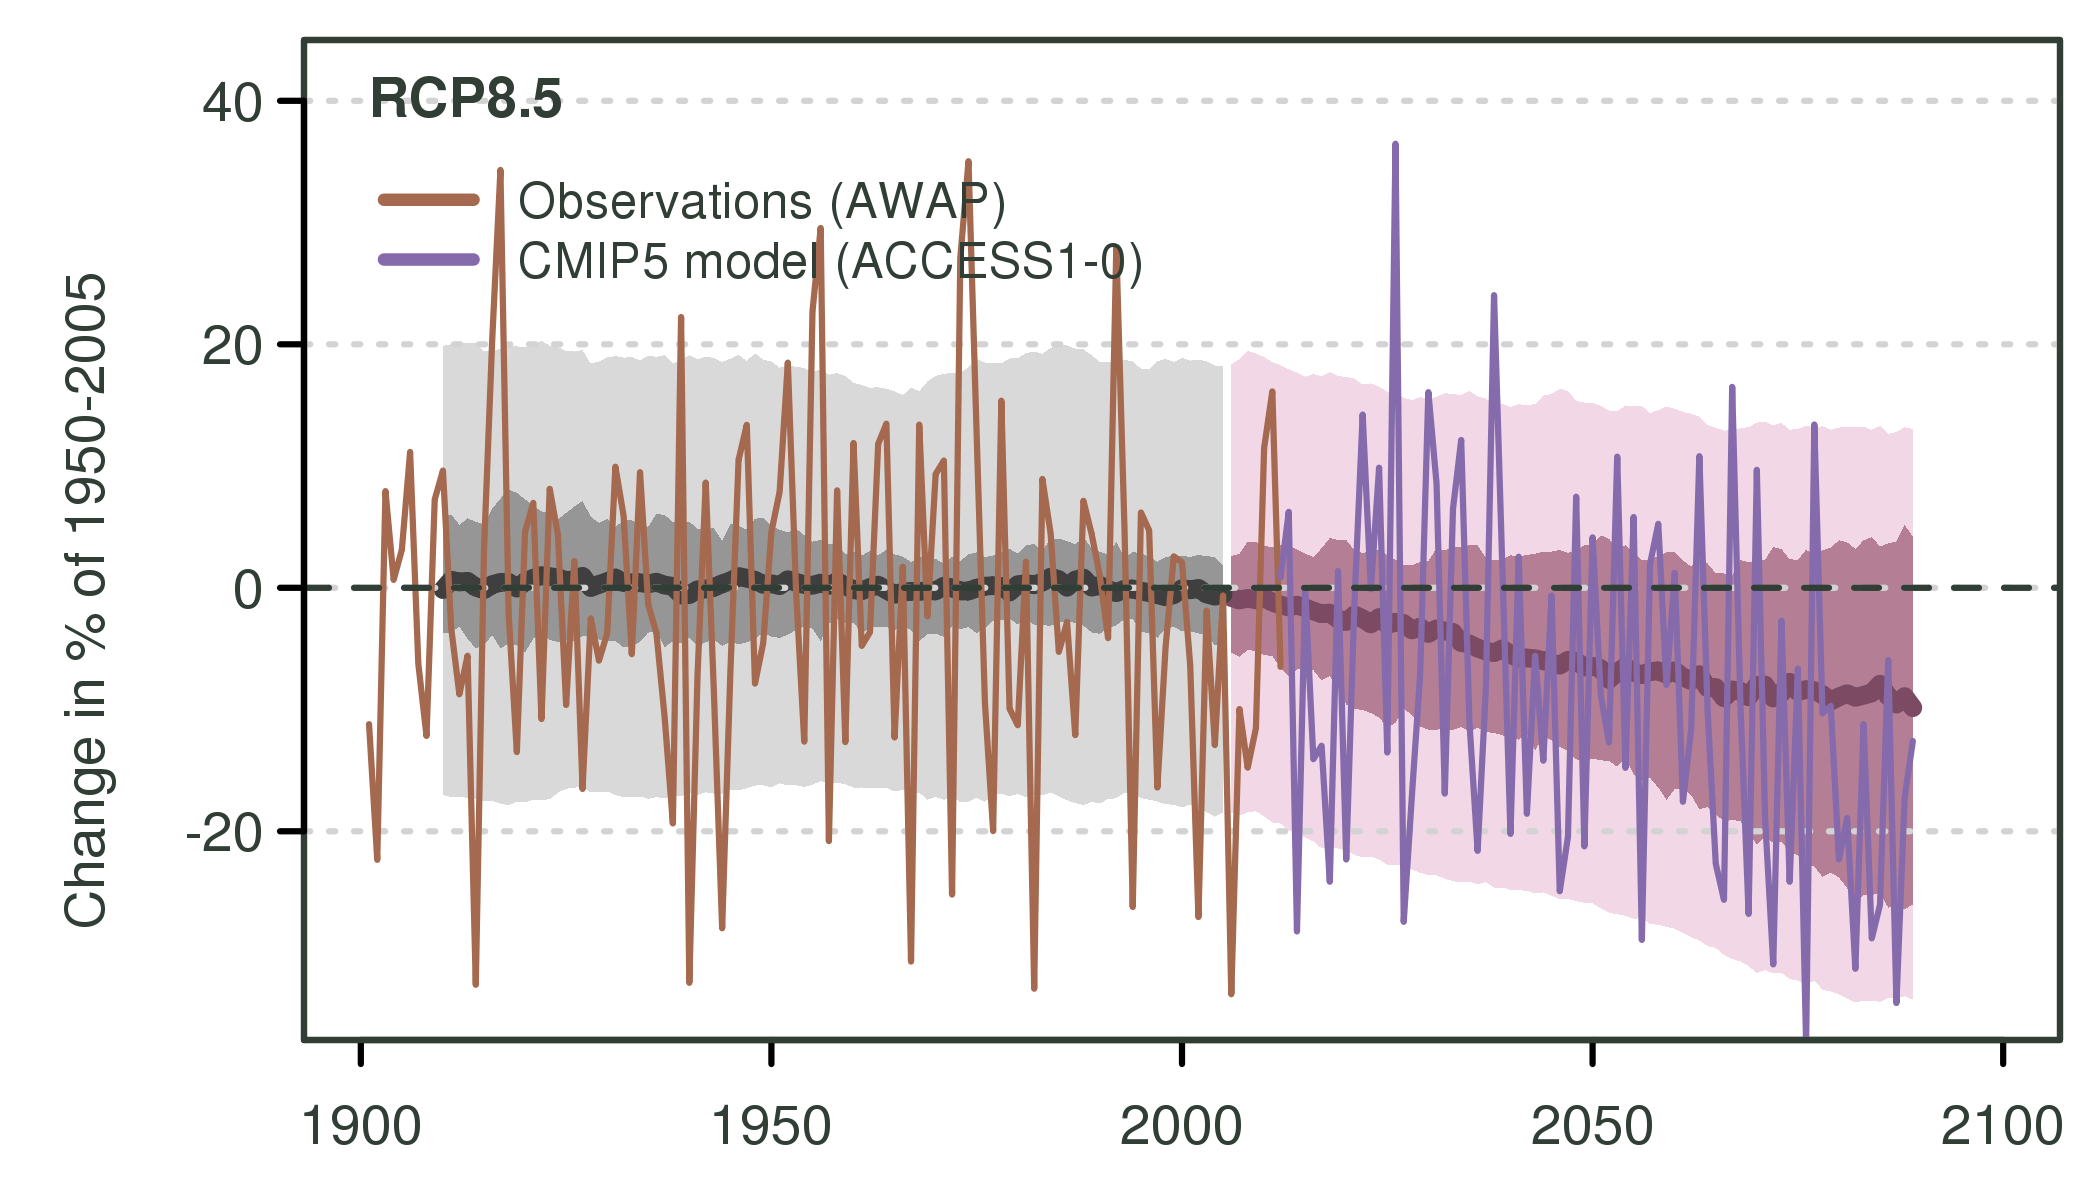 RCP8.5
Observations (AWAP)
CMIP5 model (ACCESS1-0)
Change in % of 1950-2005
40
20
0
-20
1900 1950 2000 2050 2100